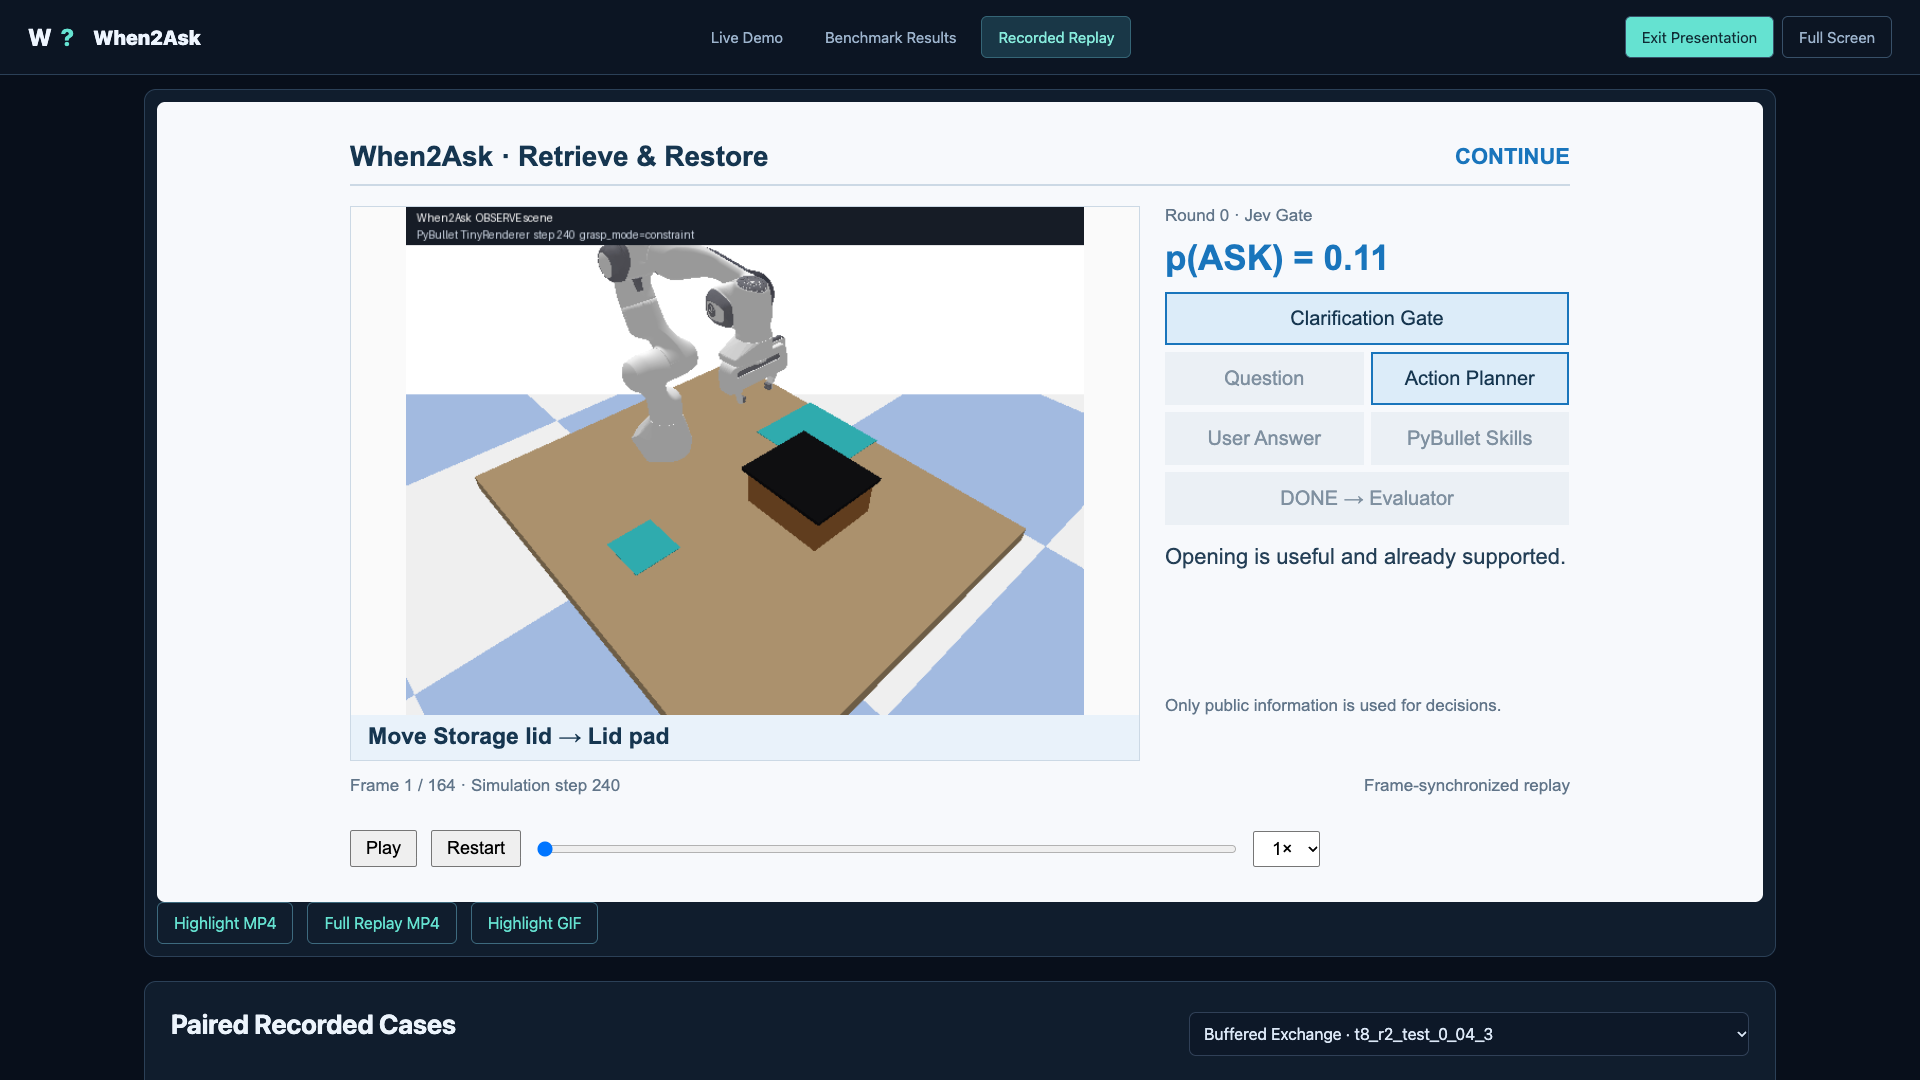 W ? When2Ask
Live Demo
Benchmark Results
Recorded Replay
Exit Presentation
Full Screen
When2Ask · Retrieve & Restore
CONTINUE
When2Ask OBSERVE scene
PyBullet TinyRenderer step 240 grasp_mode=constraint
Move Storage lid → Lid pad
Round 0 · Jev Gate
p(ASK) = 0.11
Clarification Gate
Question
Action Planner
User Answer
PyBullet Skills
DONE → Evaluator
Opening is useful and already supported.
Only public information is used for decisions.
Frame 1 / 164 · Simulation step 240
Frame-synchronized replay
Play
Restart
1×
Highlight MP4
Full Replay MP4
Highlight GIF
Paired Recorded Cases
Buffered Exchange · t8_r2_test_0_04_3